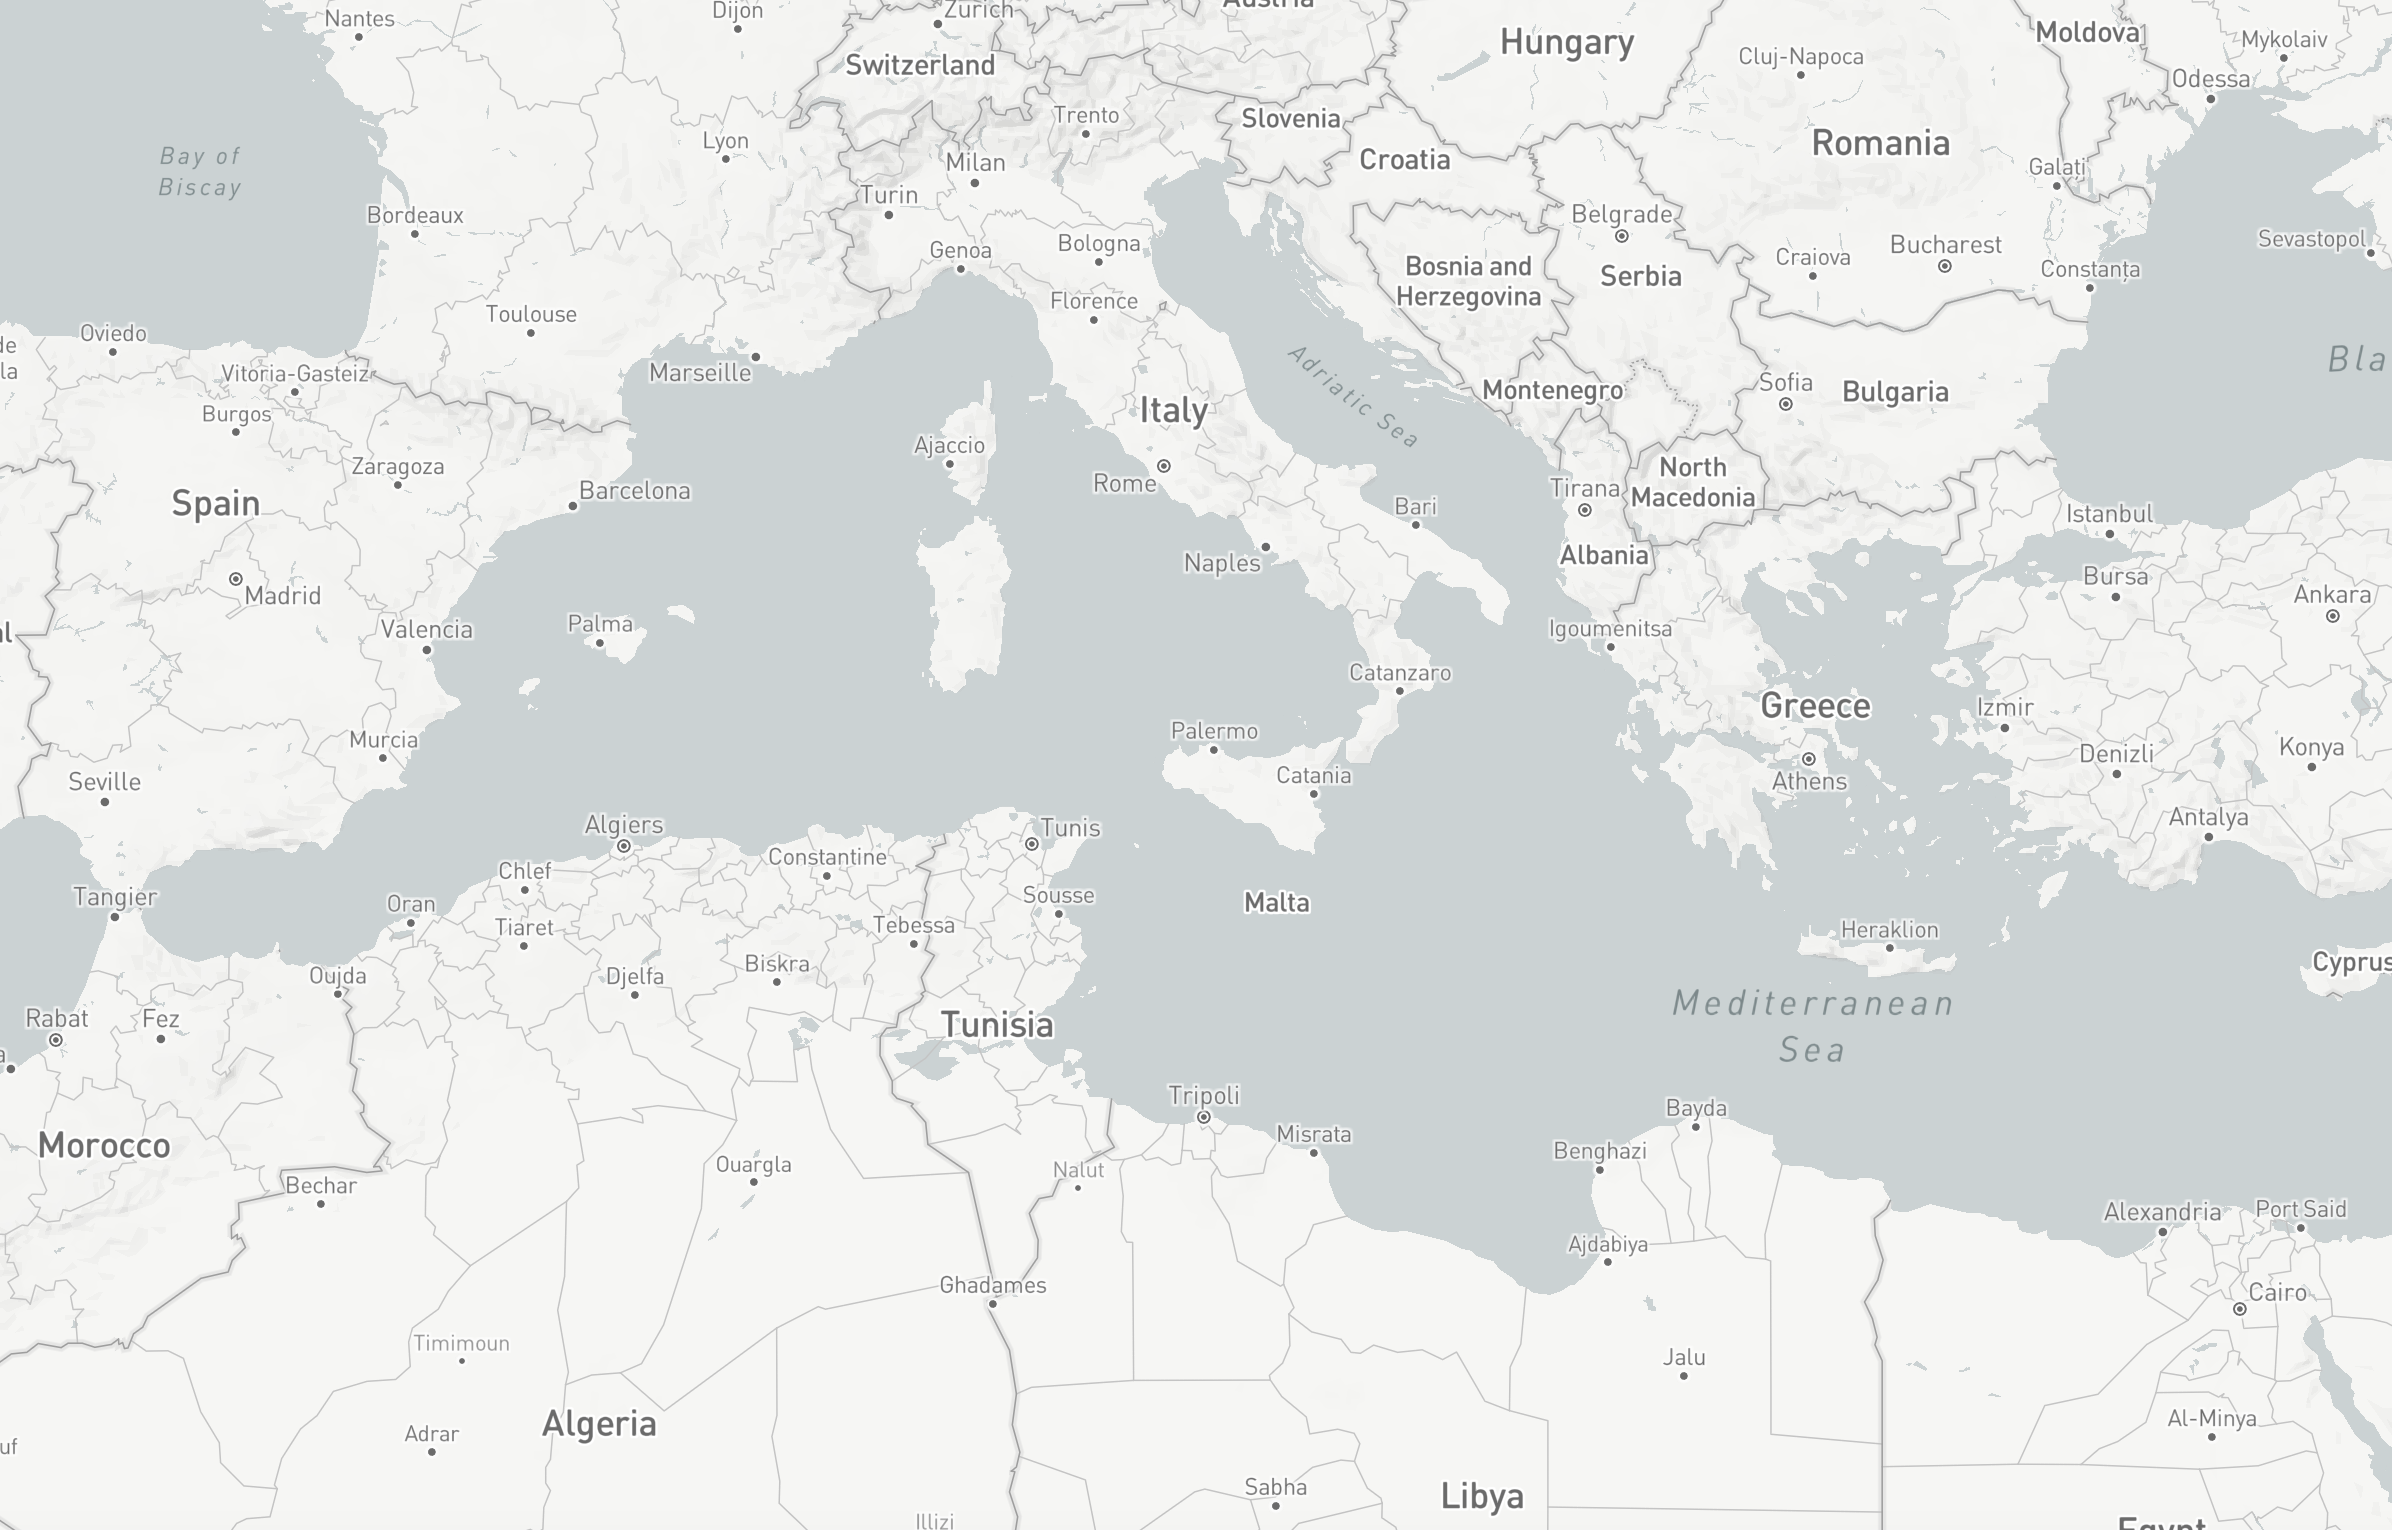 Nantes
Dijon
Zurich
Austria
Switzerland
Hungary
Cluj-Napoca
Moldova
Mykolaiv
Odessa
Slovenia
Trento
Lyon
Milan
Croatia
Romania
Bay of
Biscay
Turin
Galați
Bordeaux
Belgrade
Genoa
Bologna
Bosnia and
Herzegovina
Serbia
Craiova
Bucharest
Sevastopol
Constanța
Florence
Toulouse
Oviedo
de
la
Marseille
Vitoria-Gasteiz
Adriatic Sea
Montenegro
Sofia
Bulgaria
Bla
Burgos
Italy
Ajaccio
Zaragoza
Rome
North
Macedonia
Spain
Barcelona
Tirana
Bari
Istanbul
Naples
Albania
Madrid
Bursa
Ankara
Palma
Valencia
Igoumenitsa
al
Catanzaro
Greece
Izmir
Murcia
Palermo
Denizli
Konya
Seville
Catania
Athens
Algiers
Tunis
Antalya
Constantine
Chlef
Tangier
Oran
Sousse
Malta
Tiaret
Tebessa
Heraklion
Oujda
Djelfa
Biskra
Cyprus
Rabat
Fez
Tunisia
Mediterranean
Sea
a
Tripoli
Bayda
Morocco
Misrata
Benghazi
Ouargla
Nalut
Bechar
Alexandria
Port Said
Ajdabiya
Ghadames
Cairo
Timimoun
Jalu
Algeria
Adrar
Al-Minya
uf
Sabha
Libya
Illizi
Egypt